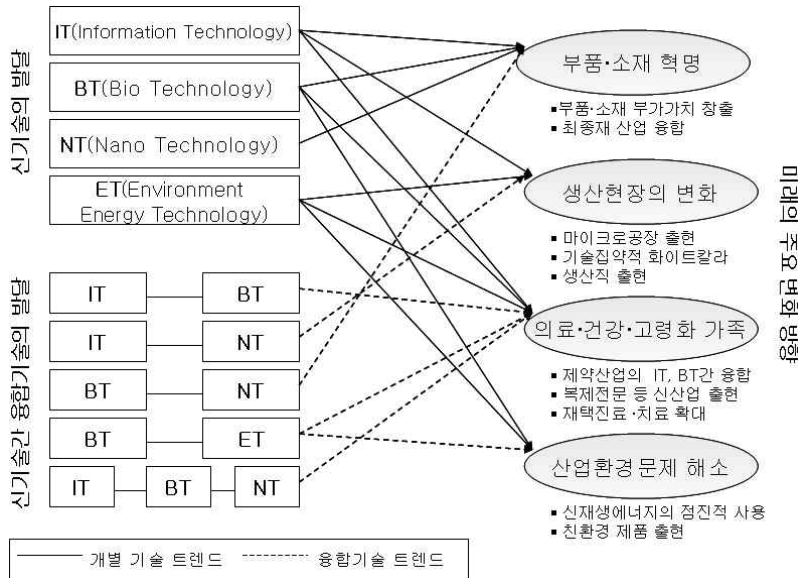 신기술의 발달
IT(Information Technology)
BT(Bio Technology)
NT(Nano Technology)
ET(Environment
Energy Technology)
신기술간 융합기술의 발달
IT BT
IT NT
BT NT
BT ET
IT BT NT
부품·소재 혁명
▪부품·소재 부가가치 창출
▪ 최종재 산업 융합
생산현장의 변화
▪ 마이크로공장 출현
▪ 기술집약적 화이트칼라
▪ 생산직 출현
의료·건강·고령화 가족
▪ 제약산업의 IT, BT간 융합
▪ 복제전문 등 신산업 출현
▪ 재택진료·치료 확대
산업환경문제 해소
▪ 신재생에너지의 점진적 사용
▪ 친환경 제품 출현
미래의 주요 변화 방향
개별 기술 트렌드 융합기술 트렌드